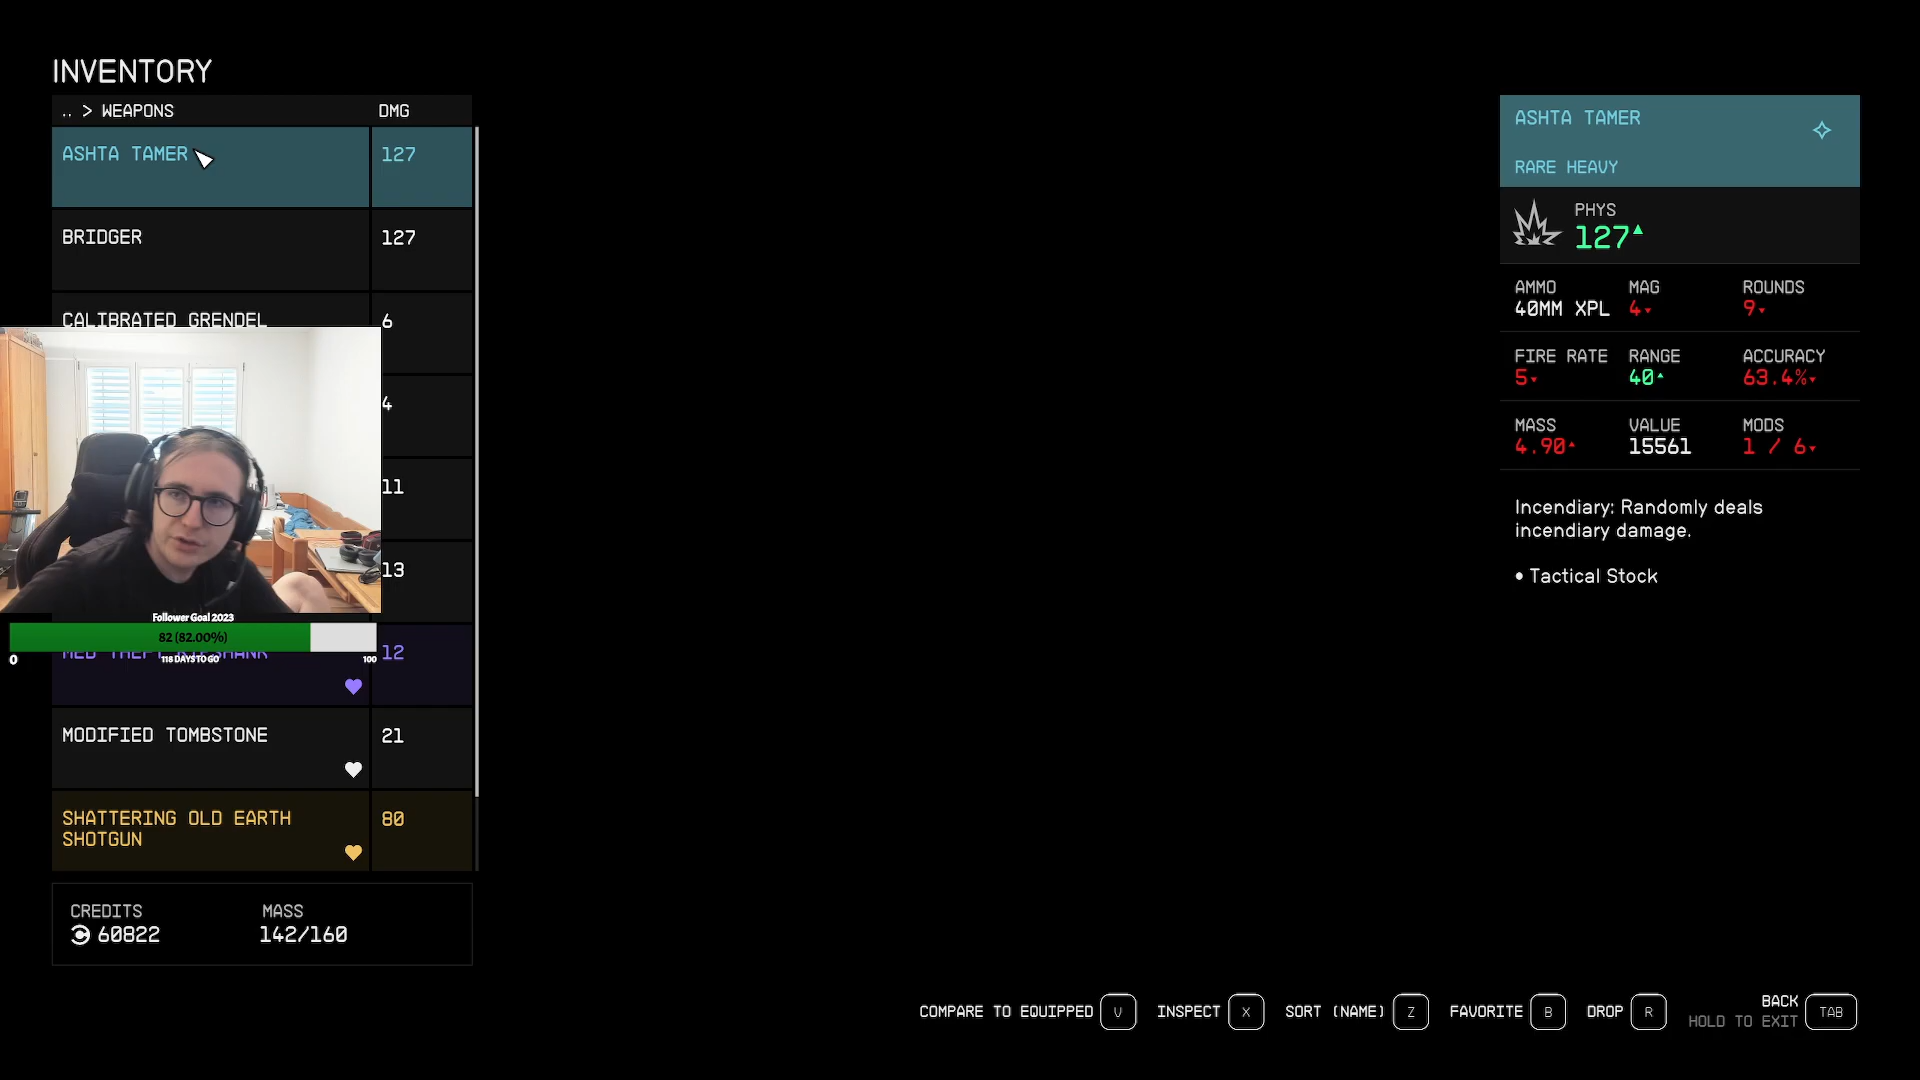 INVENTORY
.. > WEAPONS DMG
ASHTA TAMER 127
BRIDGER 127
CALIBRATED GRENDEL 6
4
11
13
12
MODIFIED TOMBSTONE 21
SHATTERING OLD EARTH SHOTGUN 80
Follower Goal 2023
82 (82.00%)
0 118 DAYS TO GO 100
CREDITS MASS
60822 142/160
ASHTA TAMER
RARE HEAVY
PHYS
127
AMMO MAG ROUNDS
40MM XPL 4 9
FIRE RATE RANGE ACCURACY
5 40 63.4%
MASS VALUE MODS
4.90 15561 1 / 6
Incendiary: Randomly deals
incendiary damage.
• Tactical Stock
COMPARE TO EQUIPPED V INSPECT X SORT (NAME) Z FAVORITE B DROP R BACK TAB
HOLD TO EXIT